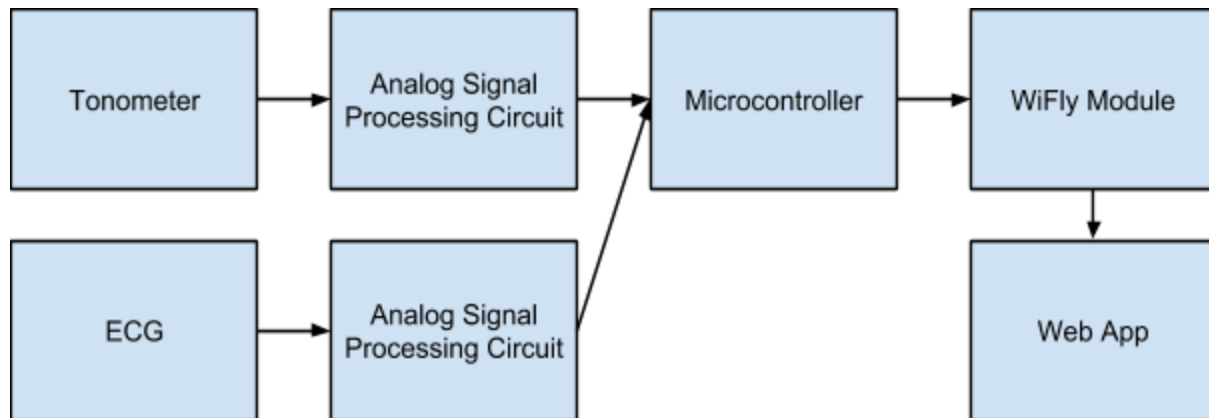 Tonometer
Analog Signal
Processing Circuit
Microcontroller
WiFly Module
ECG
Analog Signal
Processing Circuit
Web App